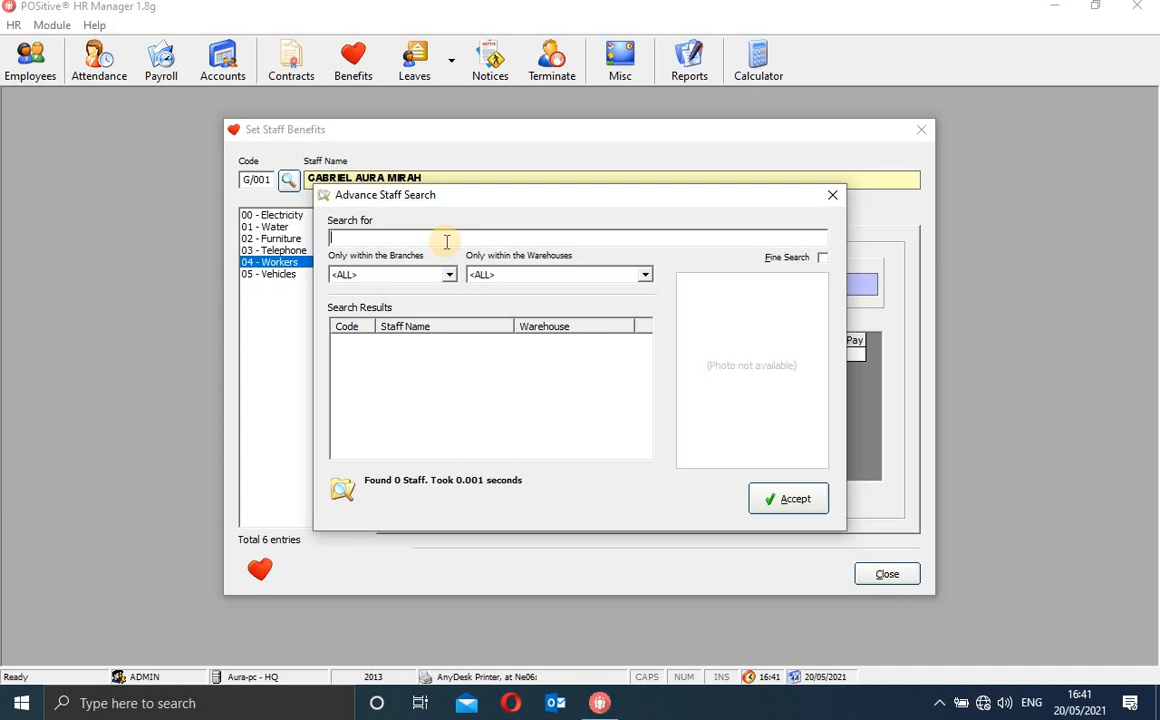 POSitive® HR Manager 1.8g
HR Module Help
Employees Attendance Payroll Accounts Contracts Benefits Leaves Notices Terminate Misc Reports Calculator
Set Staff Benefits
Code Staff Name
G/001 GABRIEL AURA MIRAH
00 - Electricity
01 - Water
02 - Furniture
03 - Telephone
04 - Workers
05 - Vehicles
Total 6 entries
Advance Staff Search
Search for
Only within the Branches Only within the Warehouses Fine Search
<ALL> <ALL>
Search Results
Code Staff Name Warehouse
(Photo not available)
Found 0 Staff. Took 0.001 seconds
Accept
Pay
Close
Ready ADMIN Aura-pc - HQ 2013 AnyDesk Printer, at Ne06: CAPS NUM INS 16:41 20/05/2021
Type here to search ENG 16:41
20/05/2021